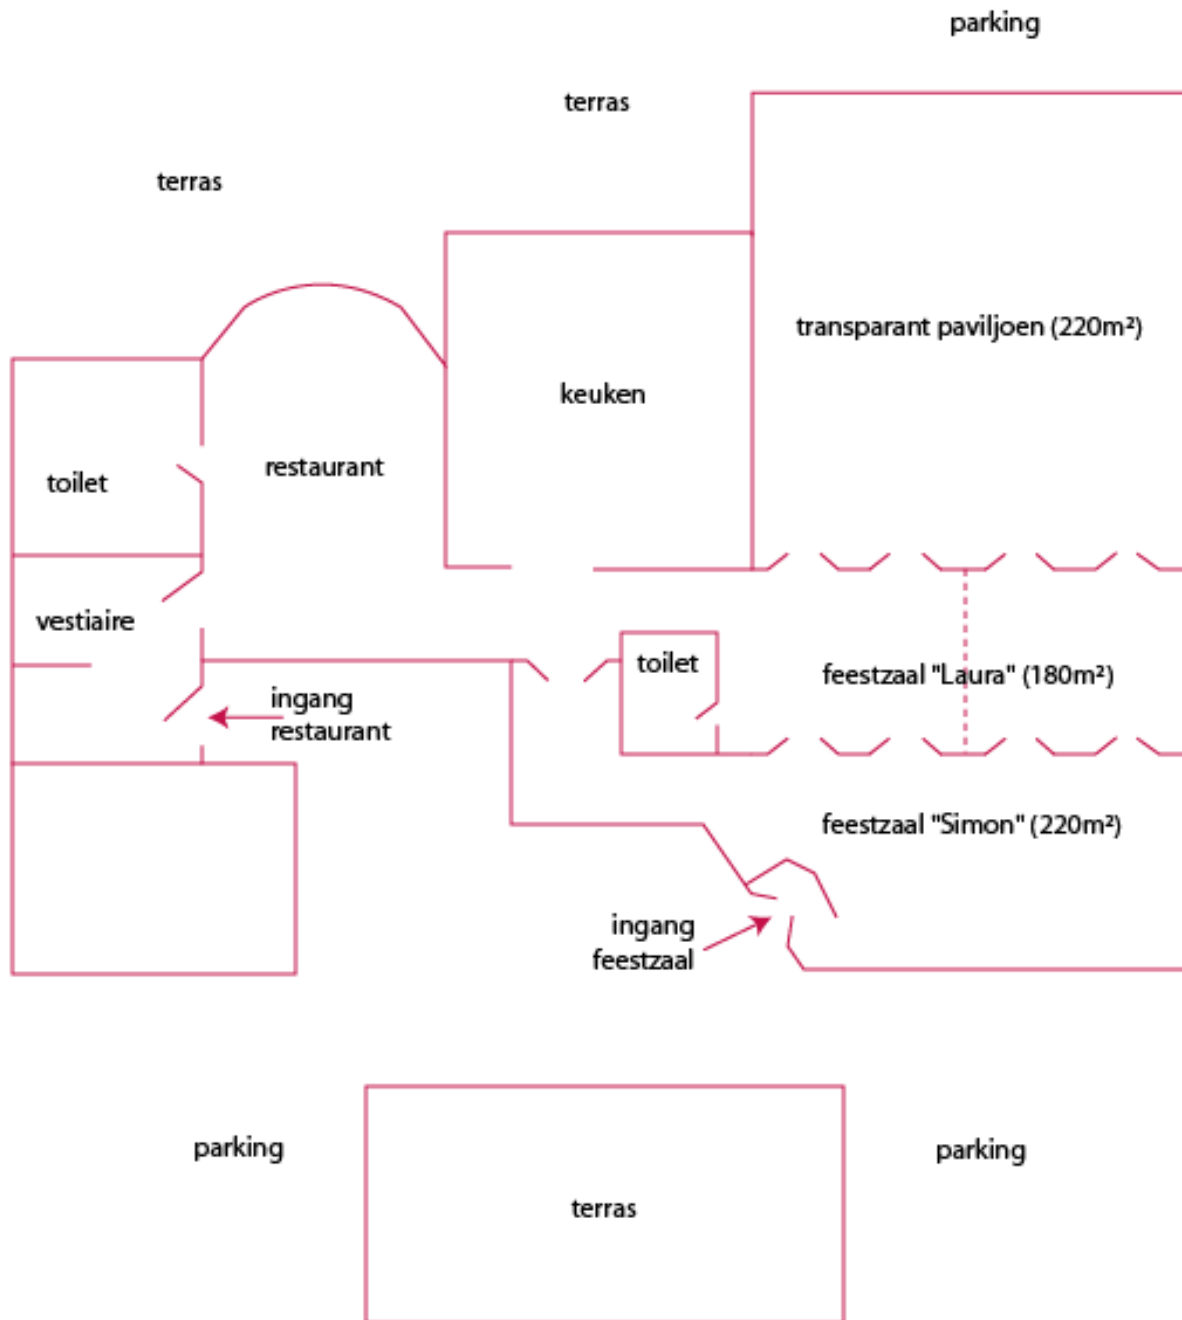 parking
terras
terras
transparant paviljoen (220m²)
keuken
restaurant
toilet
vestiaire
toilet
feestzaal "Laura" (180m²)
ingang
restaurant
feestzaal "Simon" (220m²)
ingang
feestzaal
parking
parking
terras